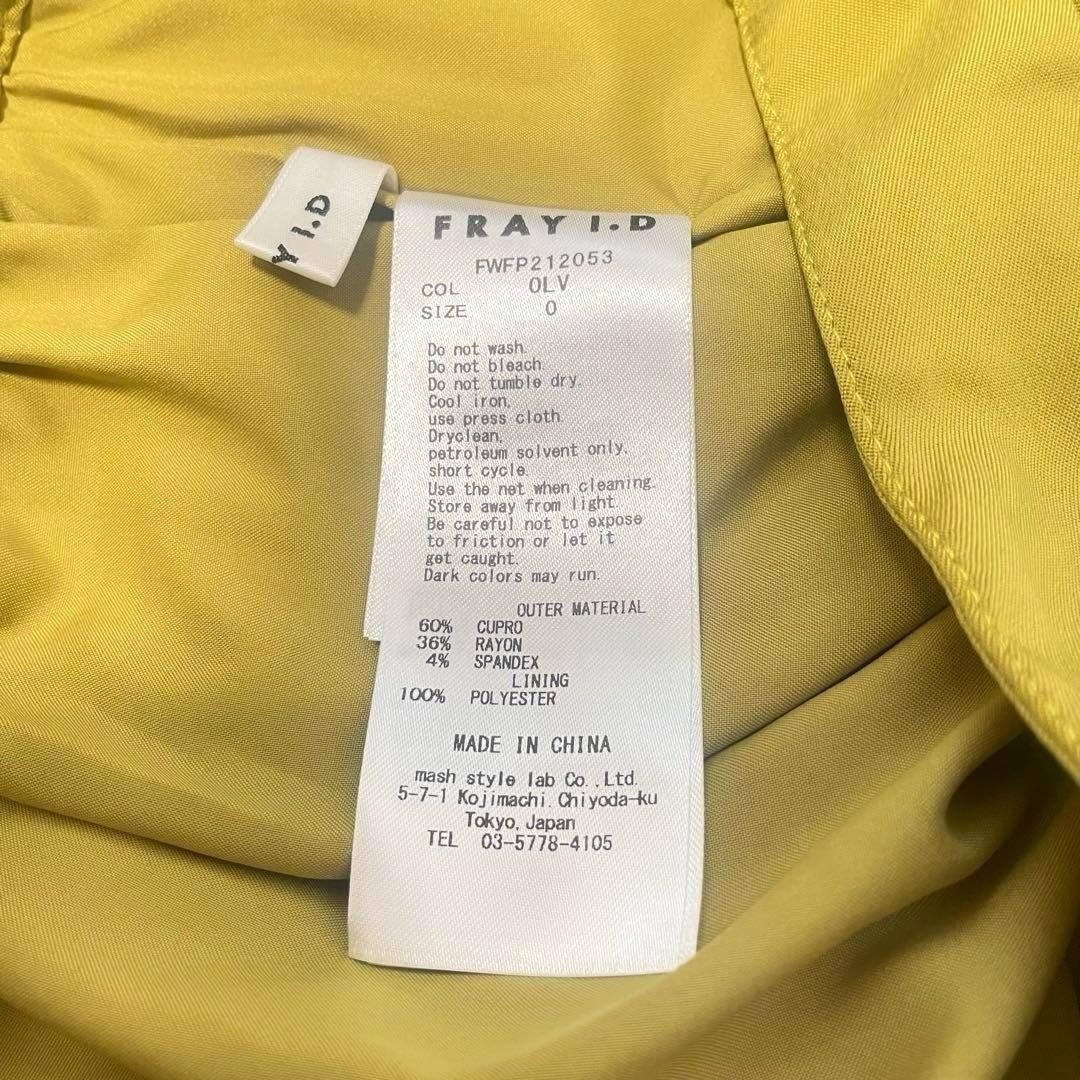 Y I.D
FRAY I.D
FWFP212053
COL OLV
SIZE 0
Do not wash.
Do not bleach.
Do not tumble dry.
Cool iron,
use press cloth.
Dryclean,
petroleum solvent only,
short cycle.
Use the net when cleaning.
Store away from light.
Be careful not to expose
to friction or let it
get caught.
Dark colors may run.
OUTER MATERIAL
60% CUPRO
36% RAYON
4% SPANDEX
LINING
100% POLYESTER
MADE IN CHINA
mash style lab Co.,Ltd.
5-7-1 Kojimachi.Chiyoda-ku
Tokyo,Japan
TEL 03-5778-4105